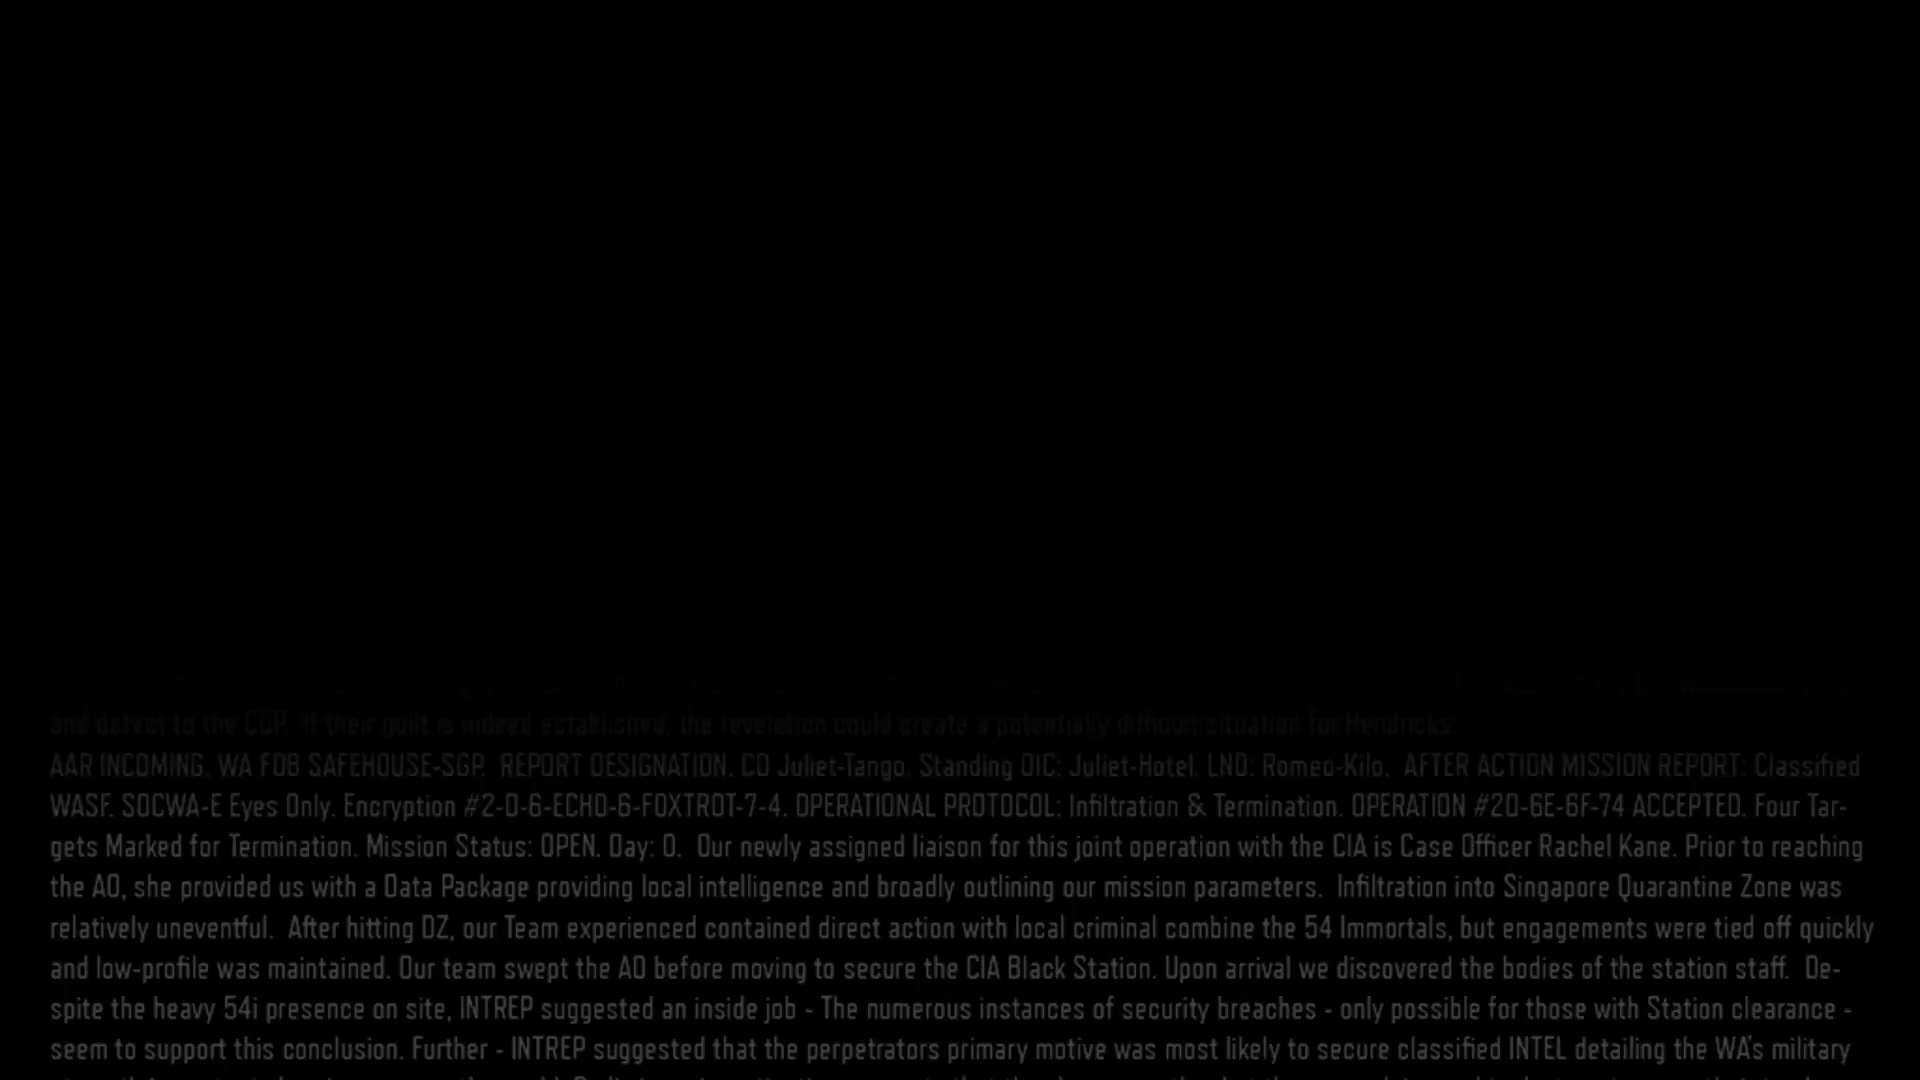 and defect to the CDP. If their guilt is indeed established, the revelation could create a potentially difficult situation for Hendricks.
AAR INCOMING. WA FOB SAFEHOUSE-SGP. REPORT DESIGNATION: CO Juliet-Tango. Standing OIC: Juliet-Hotel. LNO: Romeo-Kilo. AFTER ACTION MISSION REPORT: Classified
WASF. SOCWA-E Eyes Only. Encryption #2-0-6-ECHO-6-FOXTROT-7-4. OPERATIONAL PROTOCOL: Infiltration & Termination. OPERATION #20-6E-6F-74 ACCEPTED. Four Tar-
gets Marked for Termination. Mission Status: OPEN. Day: 0. Our newly assigned liaison for this joint operation with the CIA is Case Officer Rachel Kane. Prior to reaching
the AO, she provided us with a Data Package providing local intelligence and broadly outlining our mission parameters. Infiltration into Singapore Quarantine Zone was
relatively uneventful. After hitting DZ, our Team experienced contained direct action with local criminal combine the 54 Immortals, but engagements were tied off quickly
and low-profile was maintained. Our team swept the AO before moving to secure the CIA Black Station. Upon arrival we discovered the bodies of the station staff. De-
spite the heavy 54i presence on site, INTREP suggested an inside job - The numerous instances of security breaches - only possible for those with Station clearance -
seem to support this conclusion. Further - INTREP suggested that the perpetrators primary motive was most likely to secure classified INTEL detailing the WA's military